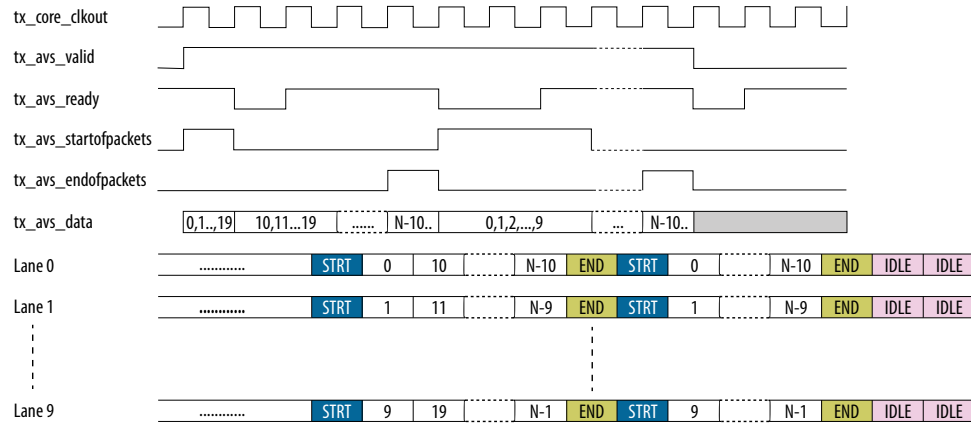 tx_core_clkout
tx_avs_valid
tx_avs_ready
tx_avs_startofpackets
tx_avs_endofpackets
tx_avs_data 0,1..,19 10,11...19 ...... N-10.. 0,1,2,...,9 ... N-10..
Lane 0 ............ STRT 0 10 N-10 END STRT 0 N-10 END IDLE IDLE
Lane 1 ............ STRT 1 11 N-9 END STRT 1 N-9 END IDLE IDLE
Lane 9 ............ STRT 9 19 N-1 END STRT 9 N-1 END IDLE IDLE